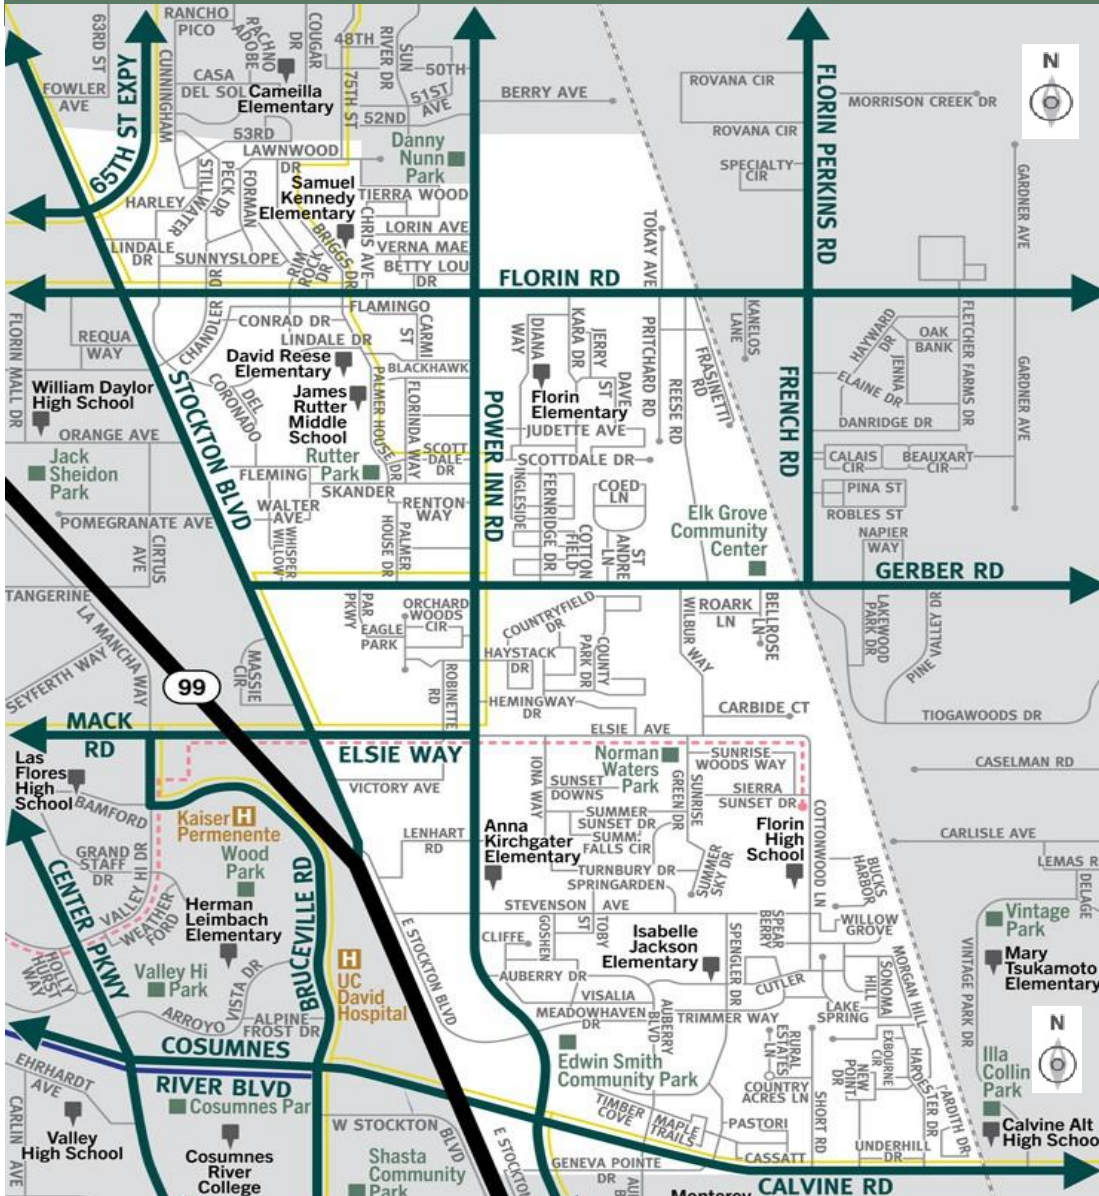 63RD ST
RANCHO
PICO
RACHNO
ADOBE
COUGAR
DR
48TH
RIVER DR
SUN
50TH
51ST
AVE
52ND
75TH ST
CUNNINGHAM
CASA
DEL SOL
Cameilla
Elementary
FOWLER
AVE
65TH ST EXPY
53RD
LAWNWOOD
DR
BERRY AVE
ROVANA CIR
ROVANA CIR
MORRISON CREEK DR
N
FLORIN PERKINS RD
SPECIALTY
CIR
GARDNER AVE
Danny
Nunn
Park
STILLWATER
PECK DR
FORMAN
Samuel
Kennedy
Elementary
TIERRA WOOD
HARLEY
CHRIS AVE
LORIN AVE
VERNA MAE
BETTY LOU
DR
LINDALE
DR
SUNNYSLOPE
RIM
ROCK
DR
BRIGGS DR
TOKAY AVE
FLORIN RD
FLORIN MALL DR
REQUA
WAY
CHANDLER DR
CONRAD DR
LINDALE DR
FLAMINGO
CARMI
ST
BLACKHAWK
DIANA
WAY
KARA DR
JERRY
ST
DAVE
ST
PRITCHARD RD
REESE RD
FRASINETTI
RD
KANELOS
LANE
HAYWARD
DR
OAK
BANK
JENNA
ELAINE DR
FLETCHER FARMS DR
DANRIDGE DR
GARDNER AVE
William Daylor
High School
David Reese
Elementary
James
Rutter
Middle
School
Rutter
Park
DEL
CORONADO
PALMER HOUSE DR
FLORINDA WAY
SCOTT
DALE
DR
Florin
Elementary
JUDETTE AVE
SCOTTDALE DR
FRENCH RD
CALAIS
CIR
BEAUXART
CIR
PINA ST
ROBLES ST
NAPIER
WAY
ORANGE AVE
Jack
Sheidon
Park
STOCKTON BLVD
POWER INN RD
FLEMING
SKANDER
RENTON
WAY
WALTER
AVE
WHISPER
WILLOW
HOUSE DR
PALMER
POMEGRANATE AVE
CIRTUS
AVE
INGLESIDE
FERNRIDGE DR
COED
LN
COTTON
FIELD
ST
ANDRE
LN
Elk Grove
Community
Center
GERBER RD
TANGERINE
LA MANCHA WAY
SEYFERTH WAY
99
MASSIE
CIR
PAR
PKWY
ORCHARD
WOODS
CIR
EAGLE
PARK
ROBINETTE
RD
COUNTRYFIELD
DR
HAYSTACK
DR
COUNTY
PARK DR
HEMINGWAY
DR
WILBUR WAY
ROARK
LN
BELLROSE
LN
CARBIDE CT
LAKEWOOD
PARK DR
PINE VALLEY DR
TIOGAWOODS DR
MACK
RD
ELSIE WAY
ELSIE AVE
Las
Flores
High
School
BAMFORD
Kaiser H
Permenente
VICTORY AVE
IONA WAY
SUNSET
DOWNS
Norman
Waters
Park
GREEN DR
SUNRISE
SUNRISE
WOODS WAY
SIERRA
SUNSET DR
CASELMAN RD
SUMMER
SUNSET DR
SUMM.
FALLS CIR
TURNBURY DR
SPRINGARDEN
SUMMER
SKY DR
Florin
High
School
COTTONWOOD LN
BUCKS
HARBOR
CARLISLE AVE
LEMAS R
DELAGE
LENHART
RD
Anna
Kirchgater
Elementary
CENTER PKWY
GRAND
STAFF
DR
VALLEY HI DR
WEATHER
FORD
Wood
Park
BRUCEVILLE RD
Herman
Leimbach
Elementary
HOLLY
HURST
WAY
Valley Hi
Park
ARROYO VISTA DR
ALPINE
FROST DR
H
UC
David
Hospital
E STOCKTON BLVD
STEVENSON AVE
CLIFFE
GOSHEN
ST
TOBY
Isabelle
Jackson
Elementary
SPENGLER DR
SPEAR
BERRY
WILLOW
GROVE
Vintage
Park
Mary
Tsukamoto
Elementary
VINTAGE PARK DR
AUBERRY DR
VISALIA
MEADOWHAVEN
DR
AUBERRY
BLVD
TRIMMER WAY
CUTLER
LAKE
SPRING
SONOMA
HILL
MORGAN HILL
N
COSUMNES
RIVER BLVD
EHRHARDT
AVE
CARLIN AVE
Valley
High School
Cosumnes Par
Cosumnes
River
College
W STOCKTON BLVD
Shasta
Community
Park
E STOCKTON
Edwin Smith
Community Park
TIMBER
COVE
MAPLE
TRAILS
PASTORI
CASSATT
RURAL
ESTATES
LN
COUNTRY
ACRES LN
SHORT RD
NEW
POINT
DR
EXBOURNE
CIR
HARDESTER DR
ARDITH DR
UNDERHILL
DR
Illa
Collin
Park
Calvine Alt
High Schoo
GENEVA POINTE
DR
AU
CALVINE RD
Monterey